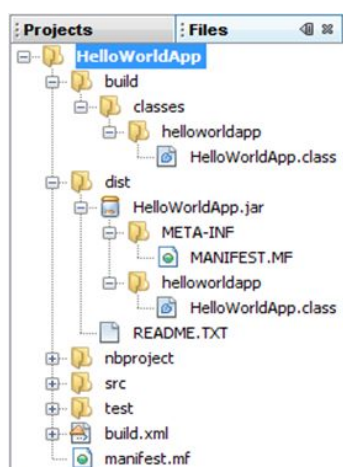 Projects Files
HelloWorldApp
build
classes
helloworldapp
HelloWorldApp.class
dist
HelloWorldApp.jar
META-INF
MANIFEST.MF
helloworldapp
HelloWorldApp.class
README.TXT
nbproject
src
test
build.xml
manifest.mf